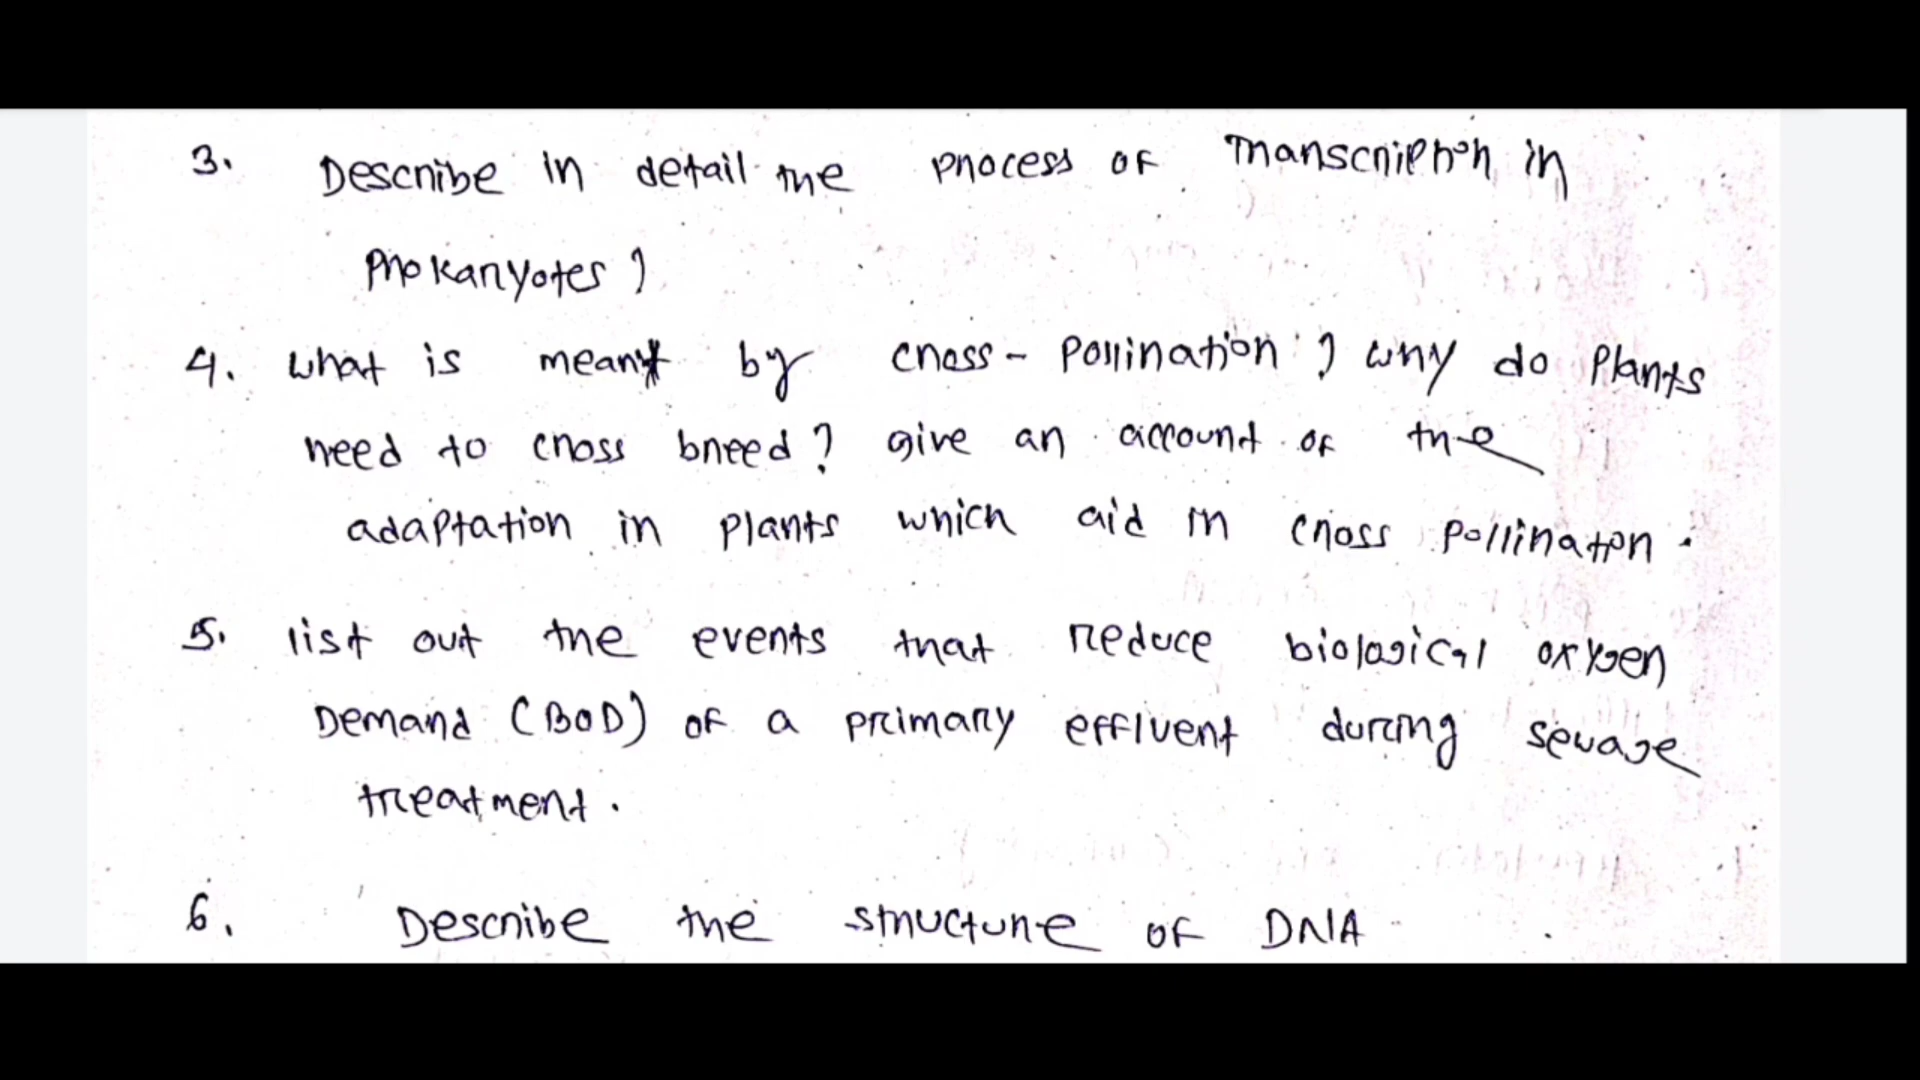 3. Describe in detail the process of Transcription in
Prokaryotes ?
4. what is meant by cross - pollination ? why do Plants
need to cross breed ? give an account of the
adaptation in plants which aid in cross pollination .
5. list out the events that reduce biological oxygen
Demand (BOD) of a primary effluent during sewage
treatment .
6. Describe the structure of DNA